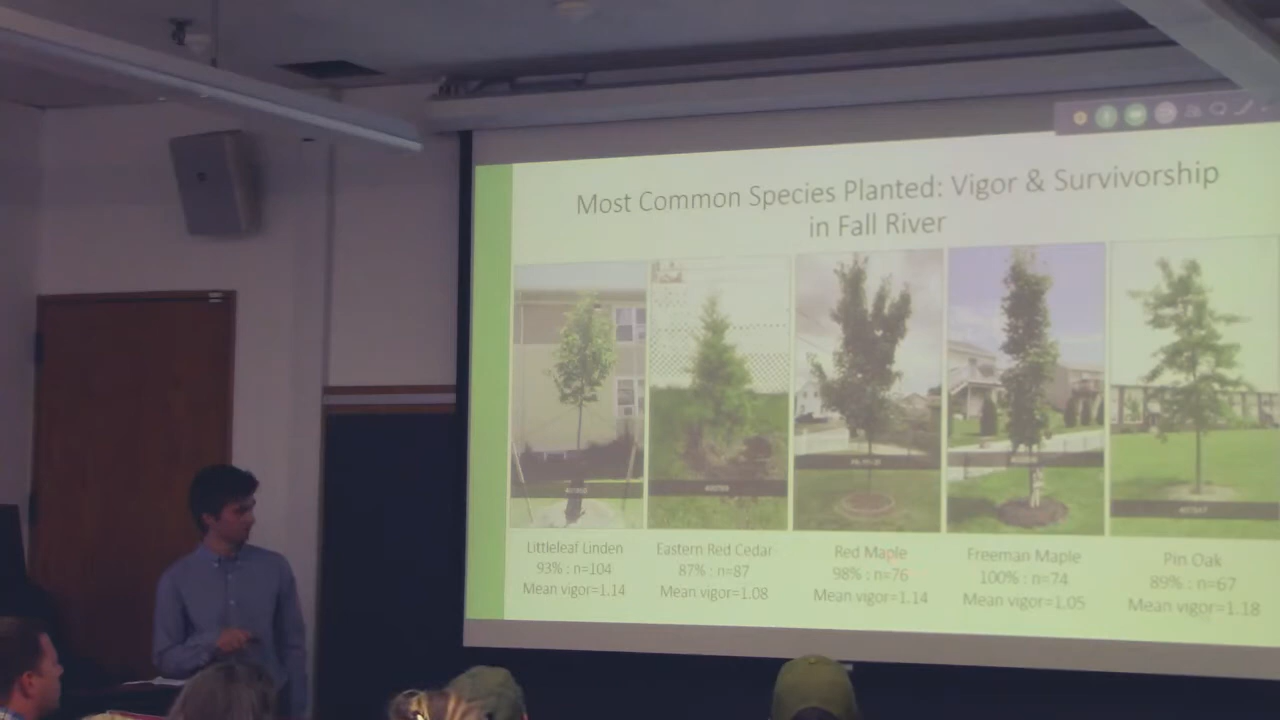 Most Common Species Planted: Vigor & Survivorship
in Fall River
Littleleaf Linden
93% : n=104
Mean vigor=1.14
Eastern Red Cedar
87% : n=87
Mean vigor=1.08
Red Maple
98% : n=76
Mean vigor=1.14
Freeman Maple
100% : n=74
Mean vigor=1.05
Pin Oak
89% : n=67
Mean vigor=1.18